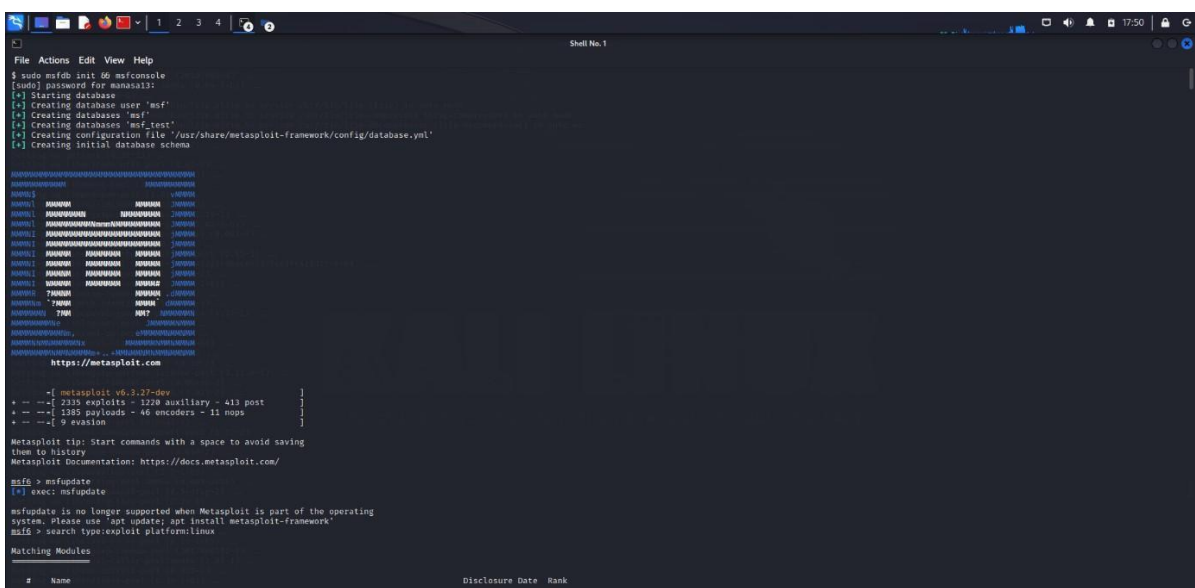 1 2 3 4
17:50
Shell No. 1
File Actions Edit View Help
$ sudo msfdb init && msfconsole
[sudo] password for manasa13:
[+] Starting database
[+] Creating database user 'msf'
[+] Creating databases 'msf'
[+] Creating databases 'msf_test'
[+] Creating configuration file '/usr/share/metasploit-framework/config/database.yml'
[+] Creating initial database schema
https://metasploit.com
=[ metasploit v6.3.27-dev ]
+ -- --=[ 2335 exploits - 1220 auxiliary - 413 post ]
+ -- --=[ 1385 payloads - 46 encoders - 11 nops ]
+ -- --=[ 9 evasion ]
Metasploit tip: Start commands with a space to avoid saving
them to history
Metasploit Documentation: https://docs.metasploit.com/
msf6 > msfupdate
[*] exec: msfupdate
msfupdate is no longer supported when Metasploit is part of the operating
system. Please use 'apt update; apt install metasploit-framework'
msf6 > search type:exploit platform:linux
Matching Modules
# Name Disclosure Date Rank